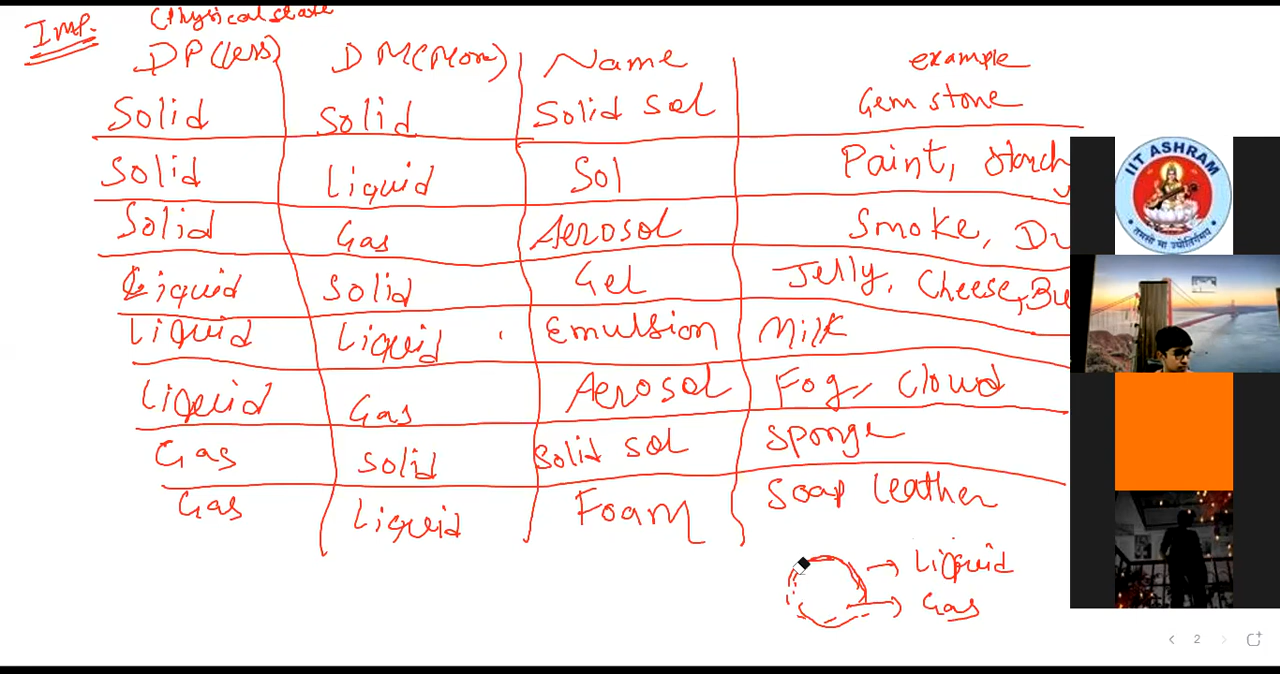 Imp. (Physical state
DP (less) DM (More) Name example
Solid Solid Solid sol Gem stone
Solid Liquid Sol Paint, Starch
Solid Gas Aerosol Smoke,
Liquid Solid Gel Jelly, Cheese,
Liquid Liquid Emulsion Milk
Liquid Gas Aerosol Fog, Cloud
Gas Solid Solid sol Sponge
Gas Liquid Foam Soap leather
Liquid
Gas
IIT ASHRAM
तमसो मा ज्योतिर्गमय
2